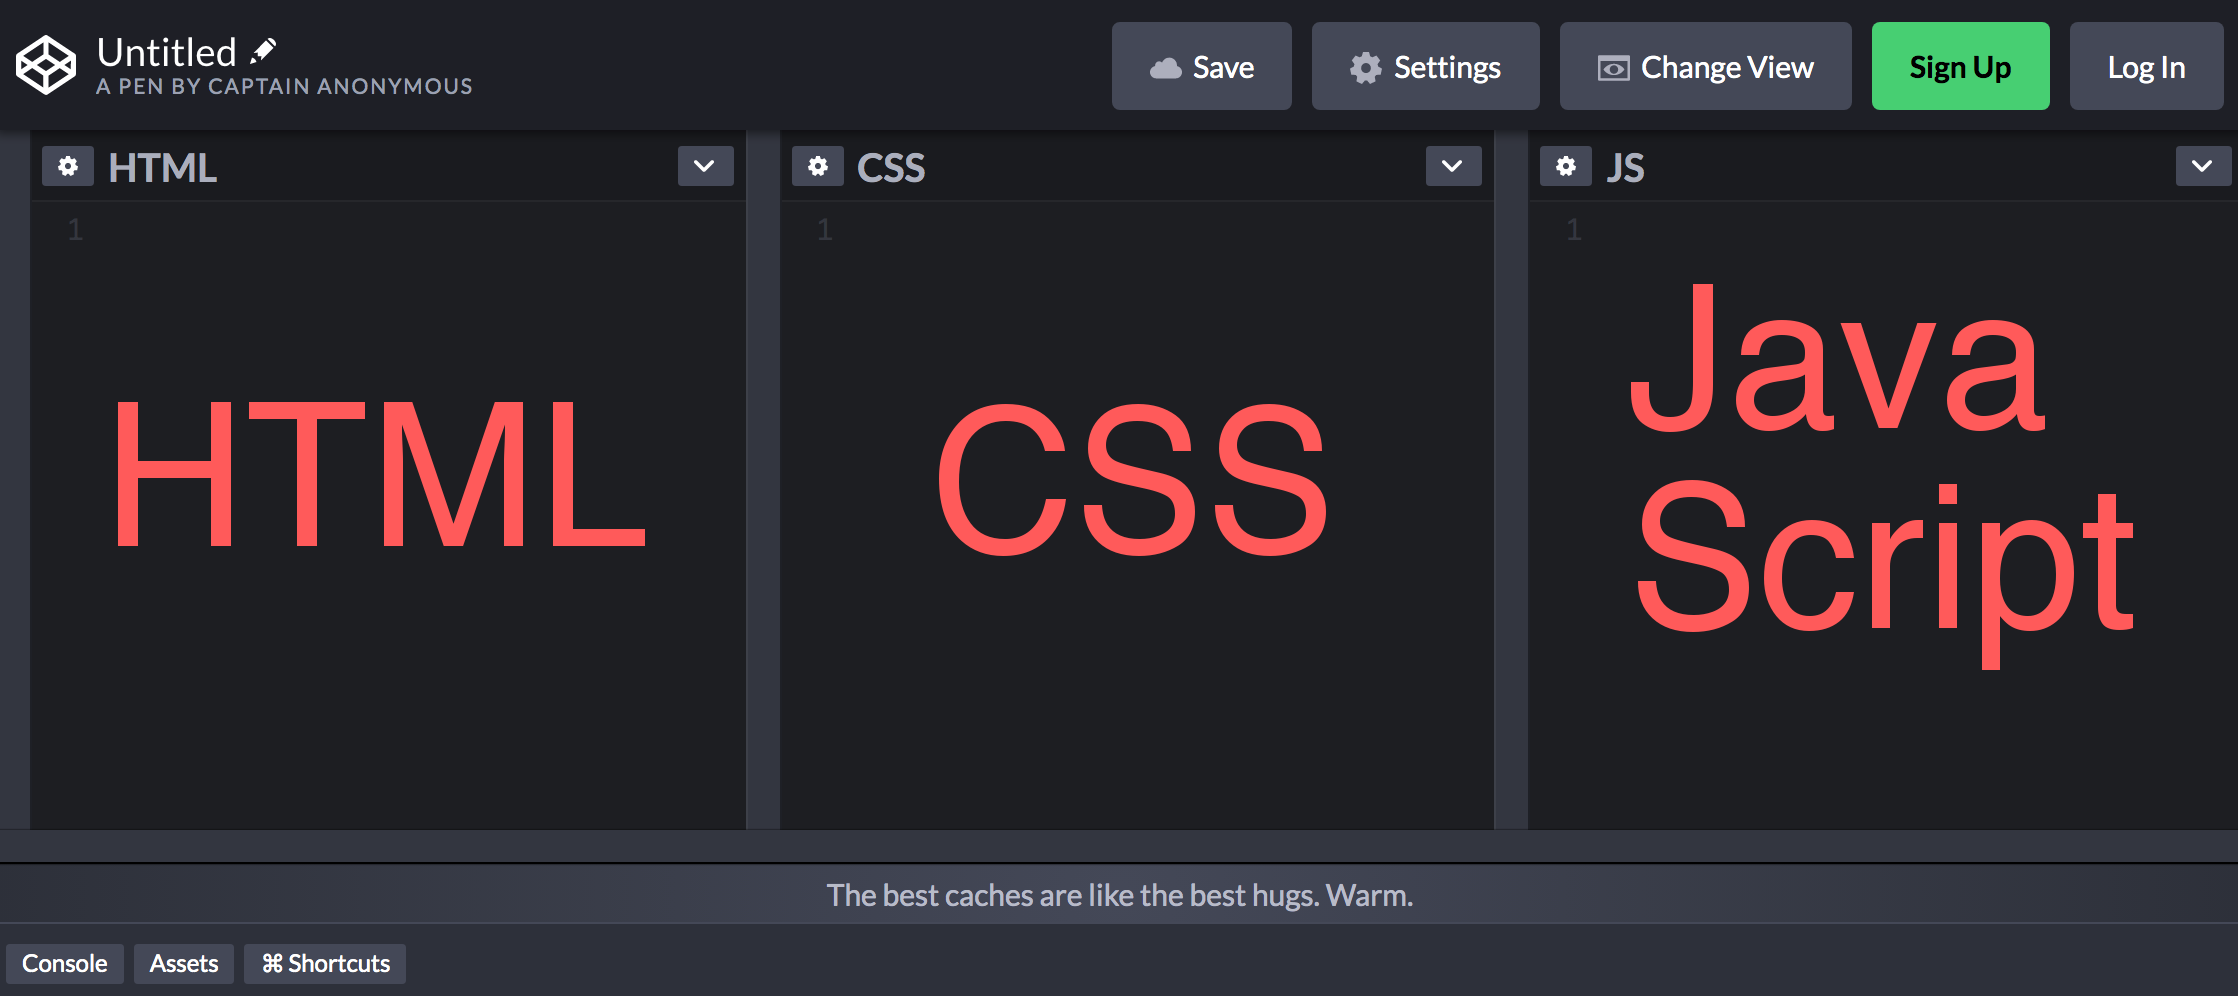 Untitled
A PEN BY CAPTAIN ANONYMOUS
Save
Settings
Change View
Sign Up
Log In
HTML
CSS
JS
1
1
1
HTML
CSS
Java
Script
The best caches are like the best hugs. Warm.
Console
Assets
⌘ Shortcuts